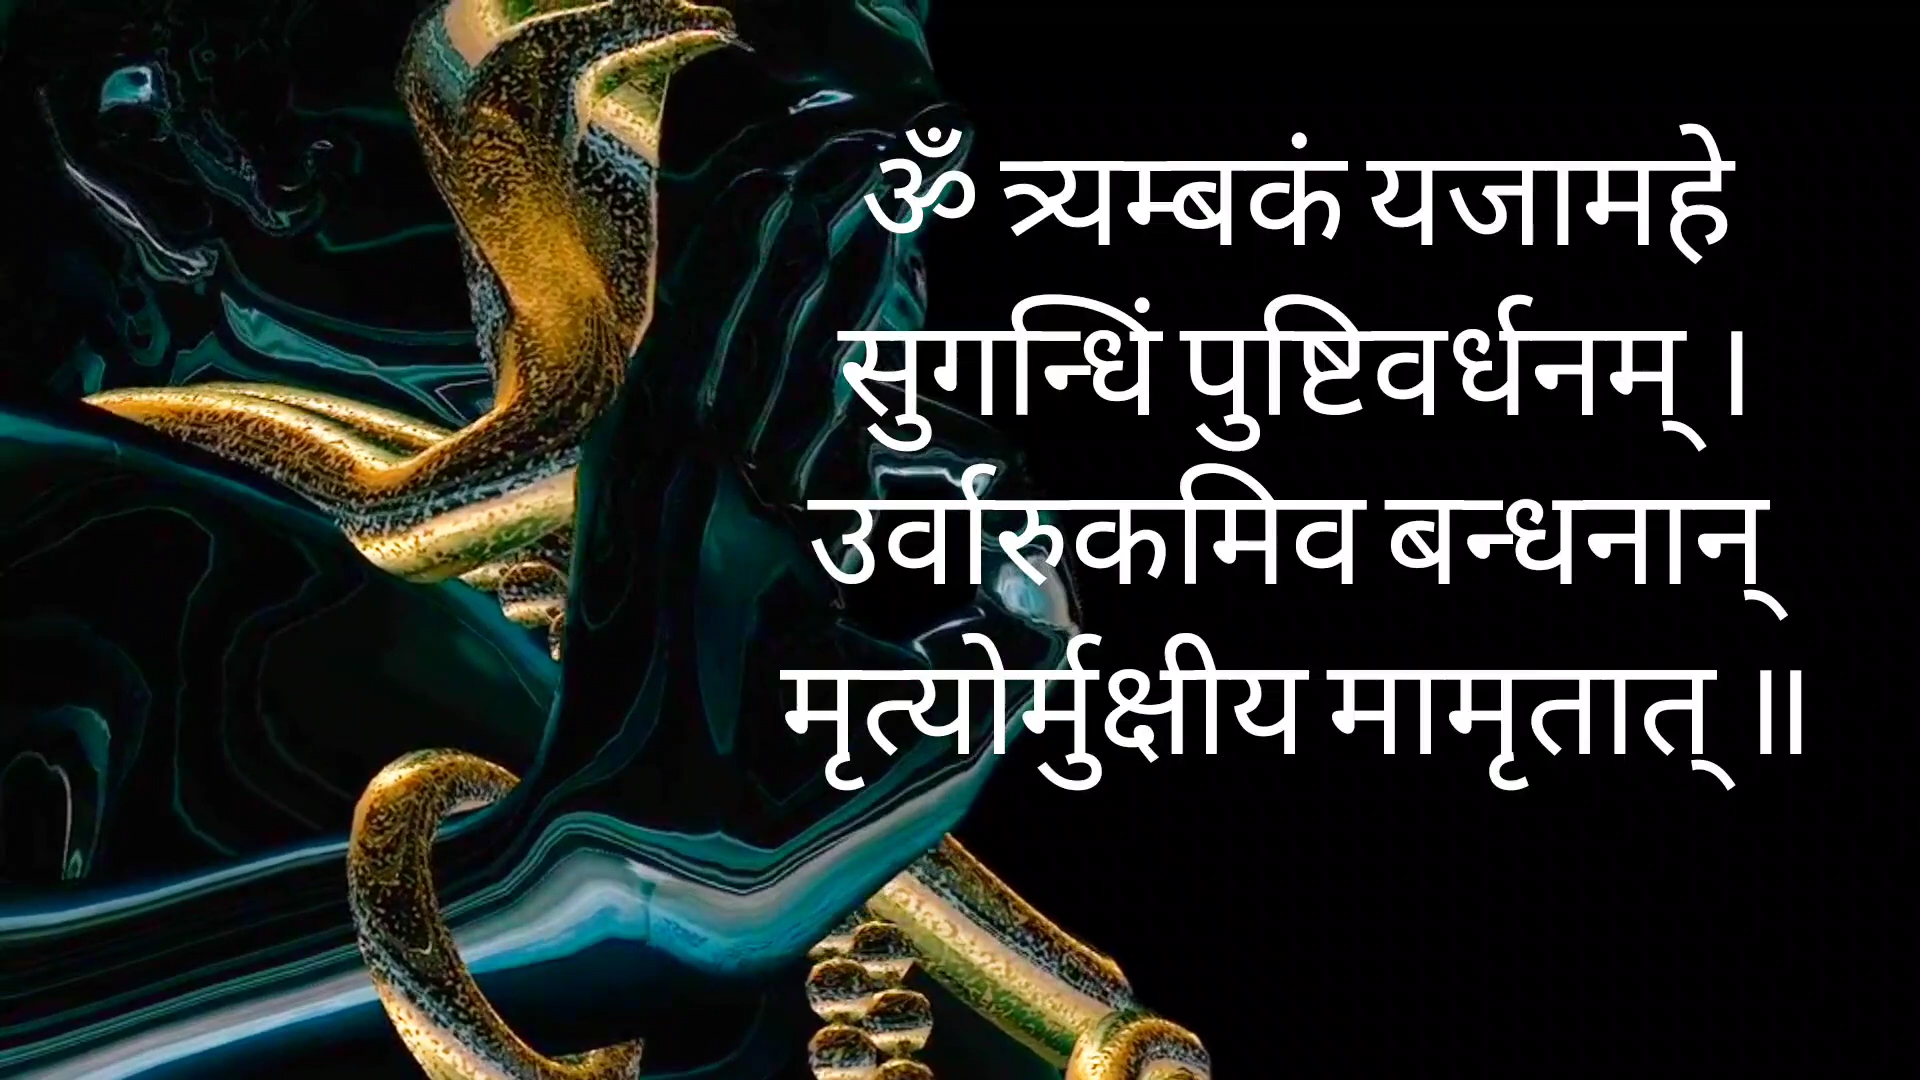 ॐ त्र्यम्बकं यजामहे
सुगन्धिं पुष्टिवर्धनम् ।
उर्वारुकमिव बन्धनान्
मृत्योर्मुक्षीय मामृतात् ॥